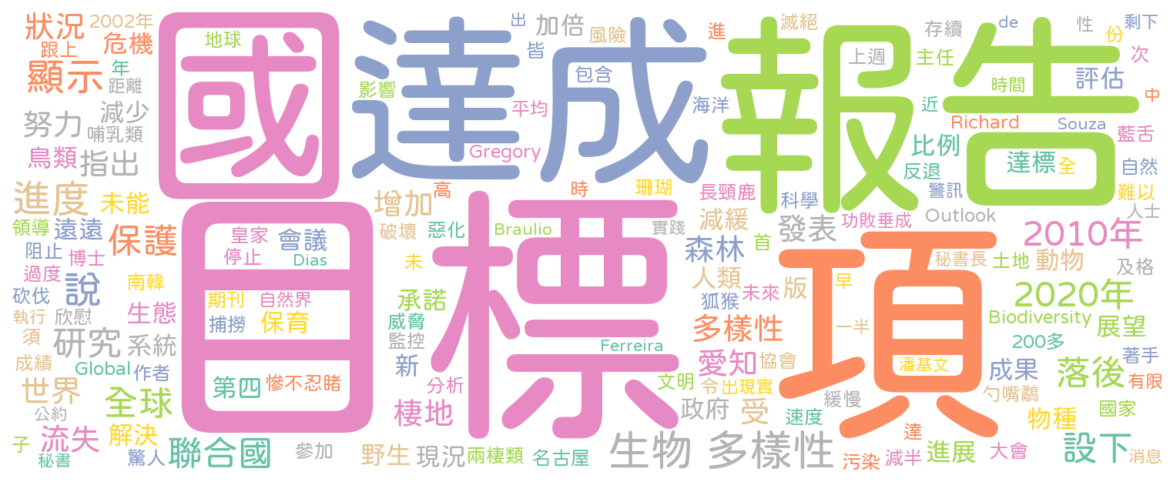 狀況
2002年
跟上
危機
顯示
年
距離
努力
減少
哺乳類
鳥類
指出
國
地球
達成
影響
包含
平均
Gregory
海洋
出
皆
加倍
風險
進
滅絕
報告
存續
de
性
份
剩下
次
上週
主任
時間
評估
中
近
Richard
Souza
藍舌
比例
反退
達標
全
自然
警訊
難以
人士
進度
未能
領導
遠遠
阻止
博士
保護
過度
砍伐
說
南韓
執行
欣慰
生態
須
研究
系統
成績
Global
作者
世界
公約
全球
子
秘書
流失
解決
驚人
聯合國
參加
目標
皇家
會議
停止
Dias
期刊
自然界
捕撈
保育
第四
慘不忍睹
高
時
增加
破壞
惡化
Braulio
未
承諾
威脅
監控
新
分析
棲地
Ferreira
野生
現況
兩棲類
名古屋
珊瑚
長頸鹿
科學
實踐
減緩
首
發表
功敗垂成
Outlook
2010年
森林
人類
狐猴
未來
版
早
多樣性
一半
愛知
協會
文明
令
出現
實
政府
受
速度
緩慢
項
潘基文
秘書長
土地
動物
及格
2020年
Biodiversity
展望
200多
著手
成果
落後
有限
勺嘴鷸
物種
國家
生物多樣性
達
污染
減半
進展
大會
設下
消息